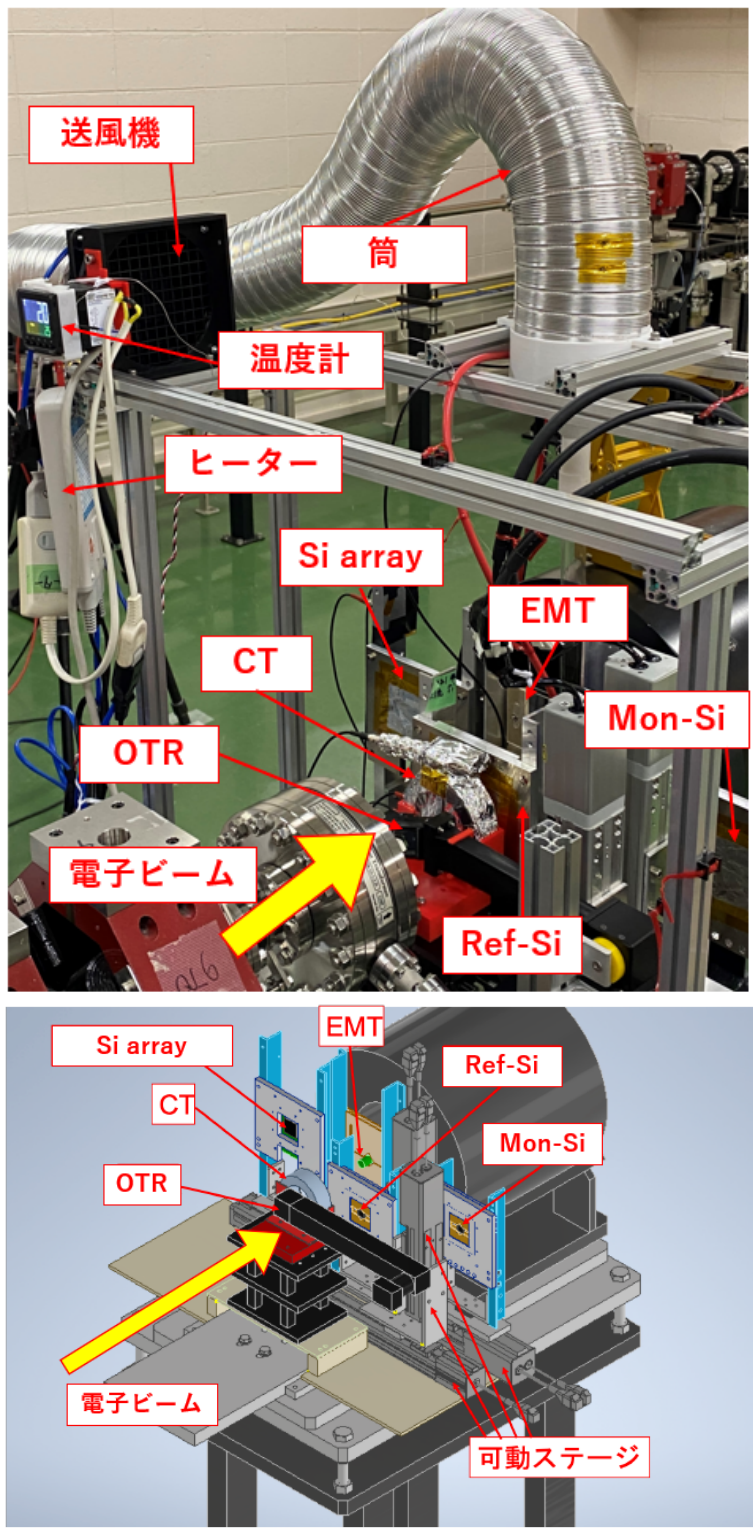 送風機
筒
温度計
ヒーター
Si array
EMT
CT
Mon-Si
OTR
電子ビーム
Ref-Si
EMT
Si array
Ref-Si
CT
Mon-Si
OTR
電子ビーム
可動ステージ